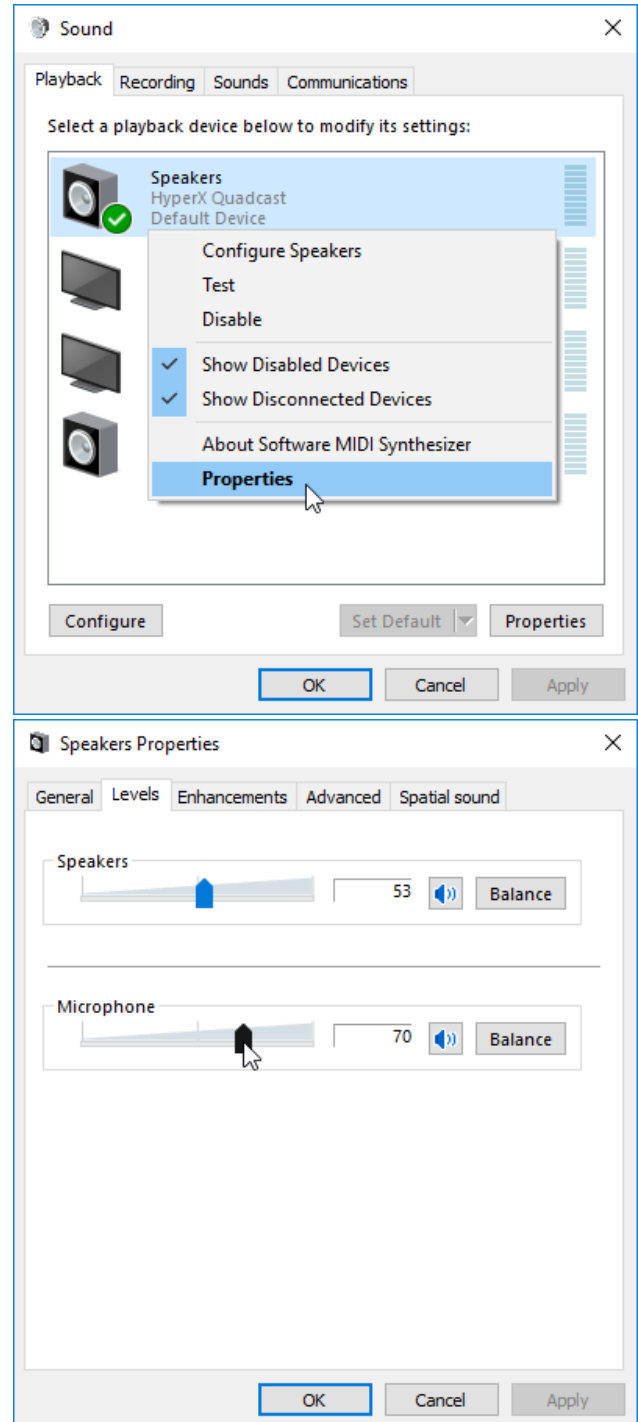 Sound
Playback Recording Sounds Communications
Select a playback device below to modify its settings:
Speakers
HyperX Quadcast
Default Device
Configure Speakers
Test
Disable
Show Disabled Devices
Show Disconnected Devices
About Software MIDI Synthesizer
Properties
Configure Set Default Properties
OK Cancel Apply
Speakers Properties
General Levels Enhancements Advanced Spatial sound
Speakers
53 Balance
Microphone
70 Balance
OK Cancel Apply